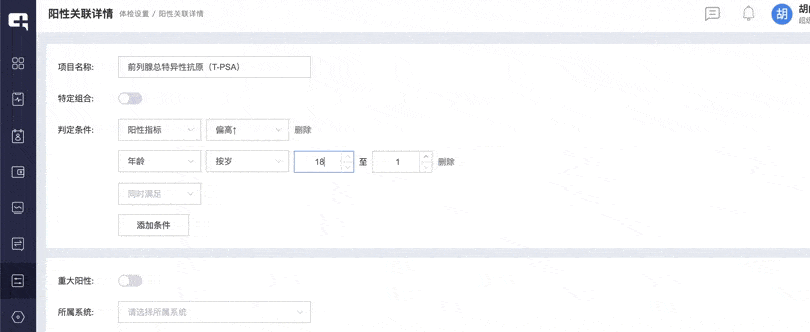 阳性关联详情 体检设置 / 阳性关联详情
胡 胡
项目名称: 前列腺总特异性抗原（T-PSA）
特定组合:
判定条件: 阳性指标 偏高↑ 删除
年龄 按岁 18 至 1 删除
同时满足
添加条件
重大阳性:
所属系统: 请选择所属系统